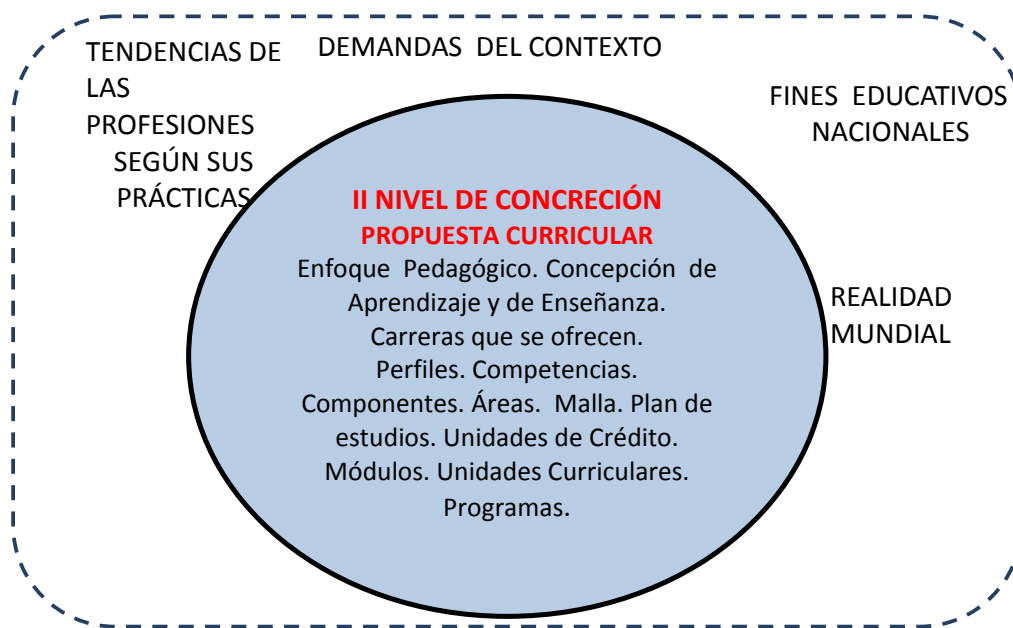 TENDENCIAS DE
LAS
PROFESIONES
SEGÚN SUS
PRÁCTICAS
DEMANDAS DEL CONTEXTO
FINES EDUCATIVOS
NACIONALES
REALIDAD
MUNDIAL
II NIVEL DE CONCRECIÓN
PROPUESTA CURRICULAR
Enfoque Pedagógico. Concepción de
Aprendizaje y de Enseñanza.
Carreras que se ofrecen.
Perfiles. Competencias.
Componentes. Áreas. Malla. Plan de
estudios. Unidades de Crédito.
Módulos. Unidades Curriculares.
Programas.